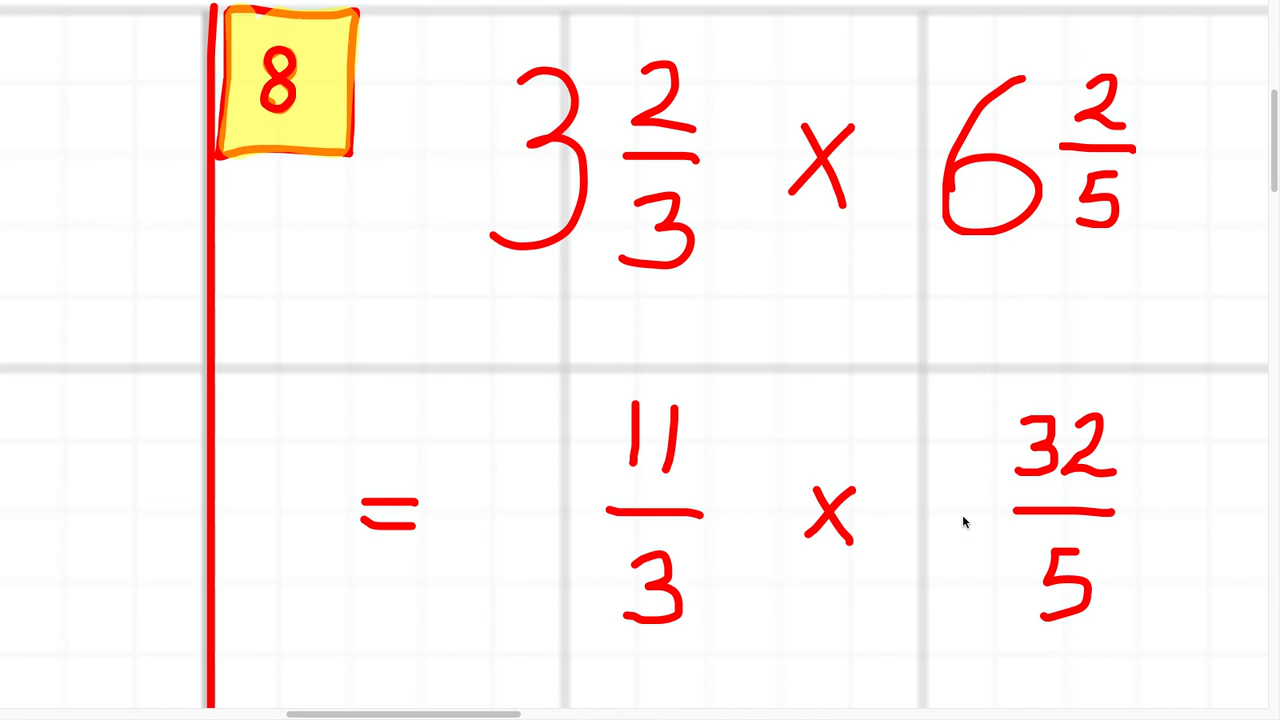 8
3 2/3 x 6 2/5
= 11/3 x 32/5